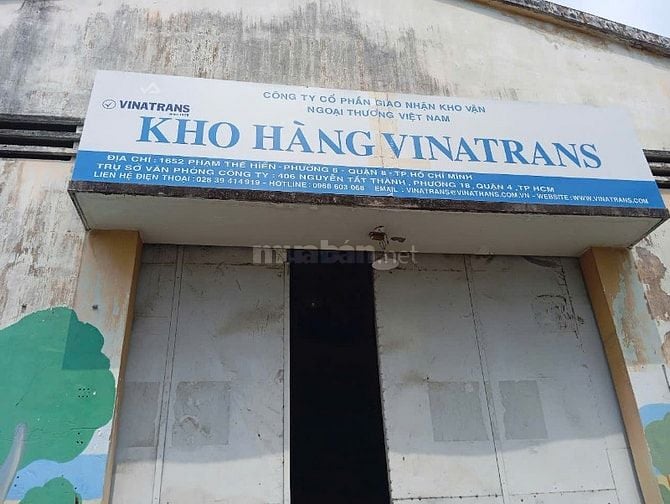 VINATRANS
CÔNG TY CỔ PHẦN GIAO NHẬN KHO VẬN
NGOẠI THƯƠNG VIỆT NAM
KHO HÀNG VINATRANS
ĐỊA CHỈ : 1652 PHẠM THẾ HIỂN - PHƯỜNG 6 - QUẬN 8 - TP.HỒ CHÍ MINH
TRỤ SỞ VĂN PHÒNG CÔNG TY : 406 NGUYỄN TẤT THÀNH , PHƯỜNG 18 , QUẬN 4 , TP HCM
LIÊN HỆ ĐIỆN THOẠI : 028 39 414919 - HOTLINE : 0968 603 068 EMAIL : VINATRANS@VINATRANS.COM.VN - WEBSITE: WWW.VINATRANS.COM
muaban.net